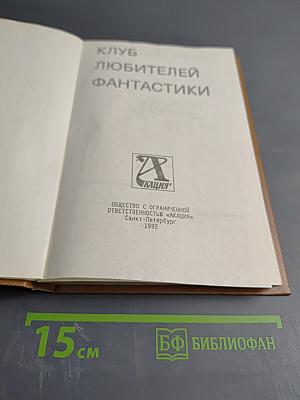 КЛУБ
ЛЮБИТЕЛЕЙ
ФАНТАСТИКИ
АКАЦИЯ
ОБЩЕСТВО С ОГРАНИЧЕННОЙ
ОТВЕТСТВЕННОСТЬЮ «АКАЦИЯ»
Санкт-Петербург
1992
15 см
БФ БИБЛИОФАН